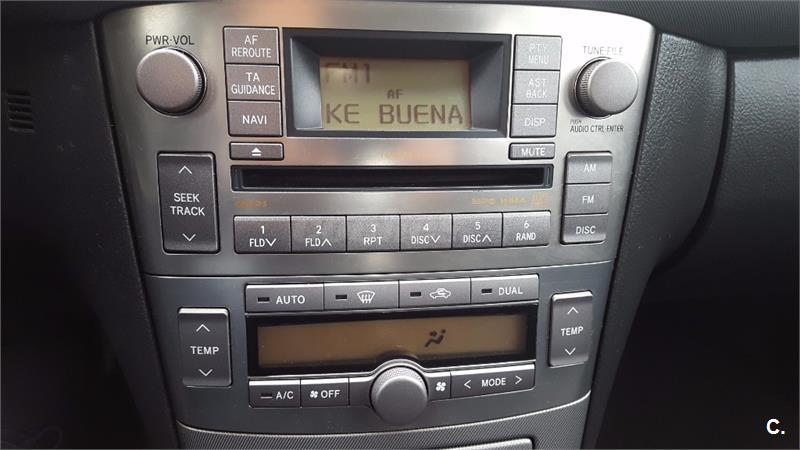 PWR·VOL
AF REROUTE
TA GUIDANCE
NAVI
FM1
AF
KE BUENA
PTY MENU
AST BACK
DISP
TUNE·FILE
PUSH
AUDIO CTRL·ENTER
MUTE
SEEK TRACK
AM
FM
DISC
1 FLD
2 FLD
3 RPT
4 DISC
5 DISC
6 RAND
AUTO
DUAL
TEMP
TEMP
A/C
OFF
< MODE >
C.